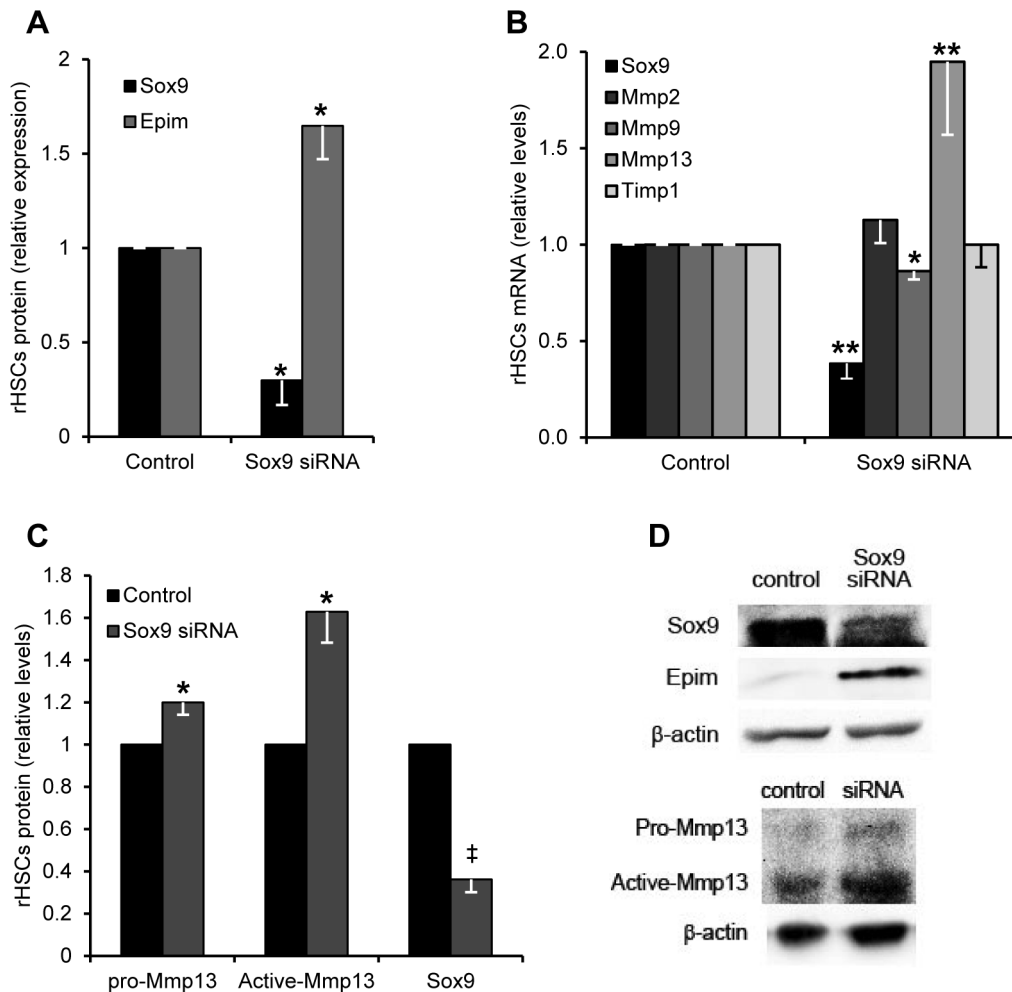 A
rHSCs protein (relative expression)
2
1.5
1
0.5
0
Sox9
Epim
*
*
Control
Sox9 siRNA
B
rHSCs mRNA (relative levels)
2.0
1.5
1.0
0.5
0.0
Sox9
Mmp2
Mmp9
Mmp13
Timp1
**
*
**
Control
Sox9 siRNA
C
rHSCs protein (relative levels)
1.8
1.6
1.4
1.2
1
0.8
0.6
0.4
0.2
0
Control
Sox9 siRNA
*
*
‡
pro-Mmp13
Active-Mmp13
Sox9
D
control
Sox9
siRNA
Sox9
Epim
β-actin
control
siRNA
Pro-Mmp13
Active-Mmp13
β-actin